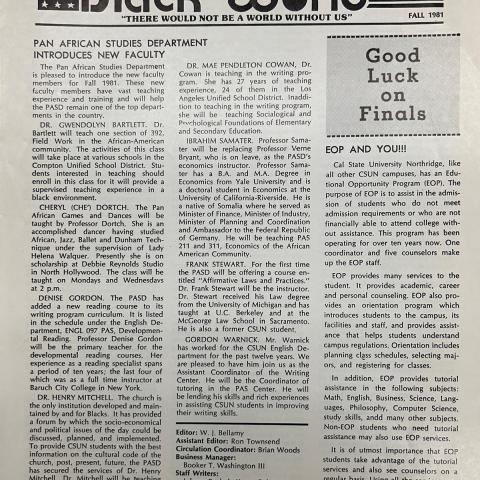 Black World
"THERE WOULD NOT BE A WORLD WITHOUT US"
FALL 1981
PAN AFRICAN STUDIES DEPARTMENT
INTRODUCES NEW FACULTY
The Pan African Studies Department
is pleased to introduce the new faculty
members for Fall 1981. These new
faculty members have vast teaching
experience and training and will help
the PASD remain one of the top depart-
ments in the country.
DR. GWENDOLYN BARTLETT. Dr.
Bartlett will teach one section of 392,
Field Work in the African-American
community. The activities of this class
will take place at various schools in the
Compton Unified School District. Stu-
dents interested in teaching should
enroll in this class for it will provide a
supervised teaching experience in a
black environment.
CHERYL (CHE') DORTCH. The Pan
African Games and Dances will be
taught by Professor Dortch. She is an
accomplished dancer having studied
African, Jazz, Ballet and Dunham Tech-
nique under the supervision of Lady
Helena Walquer. Presently she is on
scholarship at Debbie Reynolds Studio
in North Hollywood. The class will be
taught on Mondays and Wednesdays
at 2 p.m.
DENISE GORDON. The PASD has
added a new reading course to its
writing program curriculum. It is listed
in the schedule under the English De-
partment, ENGL 097 PAS, Developmen-
tal Reading. Professor Denise Gordon
will be the primary teacher for the
developmental reading courses. Her
experience as a reading specialist spans
a period of ten years; the last four of
which was as a full time instructor at
Baruch City College in New York.
DR. HENRY MITCHELL. The church is
the only institution developed and main-
tained by and for Blacks. It has provided
a forum by which the socio-economical
and political issues of the day could be
discussed, planned, and implemented.
To provide CSUN students with the best
information on the cultural code of the
church, post, present, future, the PASD
has secured the services of Dr. Henry
Mitchell. Dr. Mitchell will be teaching
DR. MAE PENDLETON COWAN, Dr.
Cowan is teaching in the writing pro-
gram. She has 27 years of teaching
experience, 24 of them in the
Los Angeles Unified School District. Inaddi-
tion to teaching in the writing program,
she will be teaching Sociological and
Psychological Foundations of Elementary
and Secondary Education.
IBRAHIM SAMATER. Professor Sama-
ter will be replacing Professor Verne
Bryant, who is on leave, as the PASD's
economics instructor. Professor Sama-
ter has a B.A. and M.A. Degree in
Economics from Yale University and is
a doctoral student in Economics at the
University of California-Riverside. He is
a native of Somalia where he served as
Minister of Finance, Minister of Industry,
Minister of Planning and Coordination
and Ambassador to the Federal Republic
of Germany. He will be teaching PAS
211 and 311, Economics of the African
American Community.
FRANK STEWART. For the first time
the PASD will be offering a course en-
titled "Affirmative Laws and Practices."
Dr. Frank Stewart will be the instructor.
Dr. Stewart received his Law degree
from the University of Michigan and has
taught at U.C. Berkeley and at the
McGeorge Law School in Sacramento.
He is also a former CSUN student.
GORDON WARNICK. Mr. Warnick
has worked for the CSUN English De-
partment for the past twelve years. We
are pleased to have him join us as the
Assistant Coordinator of the Writing
Center. He will be the Coordinator of
tutoring in the PAS Center. He will
be lending his skills and rich experiences
in assisting CSUN students in improving
their writing skills.
Editor: W. J. Bellamy
Assistant Editor: Ron Townsend
Circulation Coordinator: Brian Woods
Business Manager:
Booker T. Washington III
Staff Writers:
Good
Luck
on
Finals
EOP AND YOU!!!
Cal State University Northridge, like
all other CSUN campuses, has an Edu-
tional Opportunity Program (EOP). The
purpose of EOP is to assist in the admis-
sion of students who do not meet
admission requirements or who are not
financially able to attend college with-
out assistance. This program has been
operating for over ten years now. One
coordinator and five counselors make
up the EOP staff.
EOP provides many services to the
student. It provides academic, career
and personal counseling. EOP also pro-
vides an orientation program which
introduces students to the campus, its
facilities and staff, and provides assist-
ance that helps students understand
campus regulations. Orientation includes
planning class schedules, selecting maj-
ors, and registering for classes.
In addition, EOP provides tutorial
assistance in the following subjects:
Math, English, Business, Science, Lang-
uages, Philosophy, Computer Science,
study skills, andd many other subjects.
Non-EOP students who need tutorial
assistance may also use EOP services.
It is of utmost importance that EOP
students take advantage of the tutorial
services and also see counselors on a
regular basis. Using all